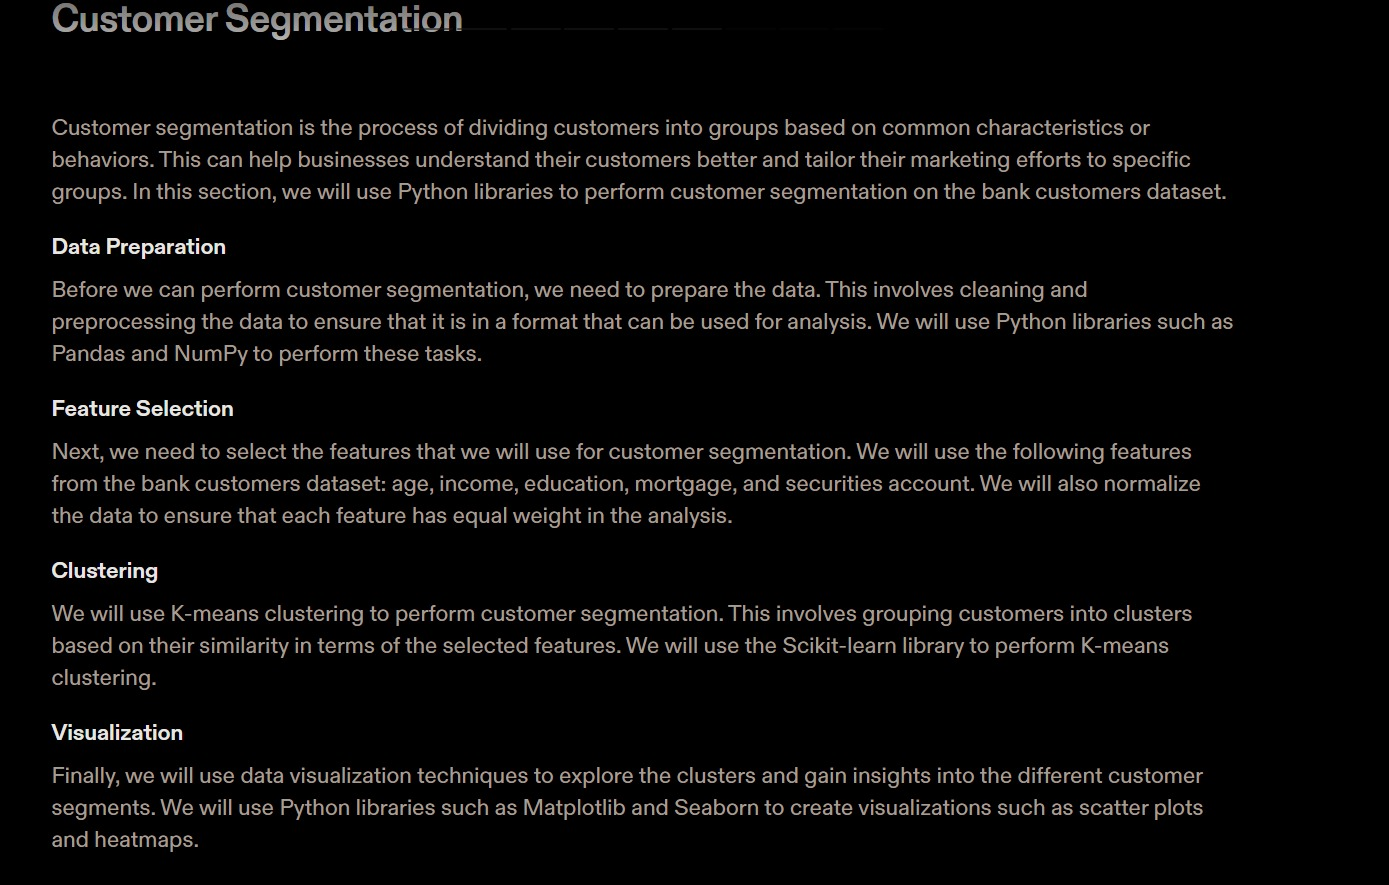 Customer Segmentation
Customer segmentation is the process of dividing customers into groups based on common characteristics or
behaviors. This can help businesses understand their customers better and tailor their marketing efforts to specific
groups. In this section, we will use Python libraries to perform customer segmentation on the bank customers dataset.
Data Preparation
Before we can perform customer segmentation, we need to prepare the data. This involves cleaning and
preprocessing the data to ensure that it is in a format that can be used for analysis. We will use Python libraries such as
Pandas and NumPy to perform these tasks.
Feature Selection
Next, we need to select the features that we will use for customer segmentation. We will use the following features
from the bank customers dataset: age, income, education, mortgage, and securities account. We will also normalize
the data to ensure that each feature has equal weight in the analysis.
Clustering
We will use K-means clustering to perform customer segmentation. This involves grouping customers into clusters
based on their similarity in terms of the selected features. We will use the Scikit-learn library to perform K-means
clustering.
Visualization
Finally, we will use data visualization techniques to explore the clusters and gain insights into the different customer
segments. We will use Python libraries such as Matplotlib and Seaborn to create visualizations such as scatter plots
and heatmaps.